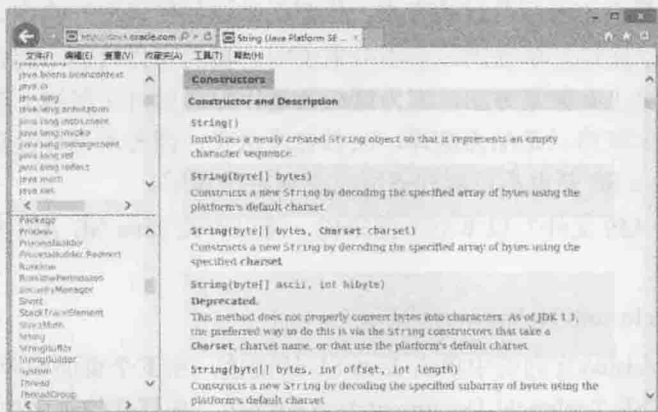 oracle.com
String (Java Platform SE ...
文件(F) 编辑(E) 查看(V) 收藏夹(A) 工具(T) 帮助(H)
java.beans.beancontext
java.io
java.lang
java.lang.annotation
java.lang.instrument
java.lang.invoke
java.lang.management
java.lang.ref
java.lang.reflect
java.math
java.net
Package
Process
ProcessBuilder
ProcessBuilder.Redirect
Runtime
RuntimePermission
SecurityManager
Short
StackTraceElement
StrictMath
String
StringBuffer
StringBuilder
System
Thread
ThreadGroup
Constructors
Constructor and Description
String()
Initializes a newly created String object so that it represents an empty
character sequence.
String(byte[] bytes)
Constructs a new String by decoding the specified array of bytes using the
platform's default charset.
String(byte[] bytes, Charset charset)
Constructs a new String by decoding the specified array of bytes using the
specified charset.
String(byte[] ascii, int hibyte)
Deprecated.
This method does not properly convert bytes into characters. As of JDK 1.1,
the preferred way to do this is via the String constructors that take a
Charset, charset name, or that use the platform's default charset.
String(byte[] bytes, int offset, int length)
Constructs a new String by decoding the specified subarray of bytes using the
platform's default charset.